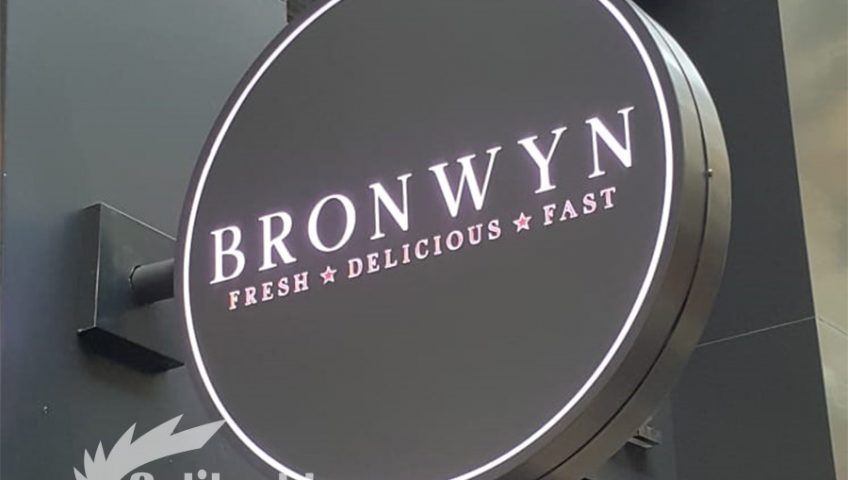 BRONWYN
FRESH ★ DELICIOUS ★ FAST